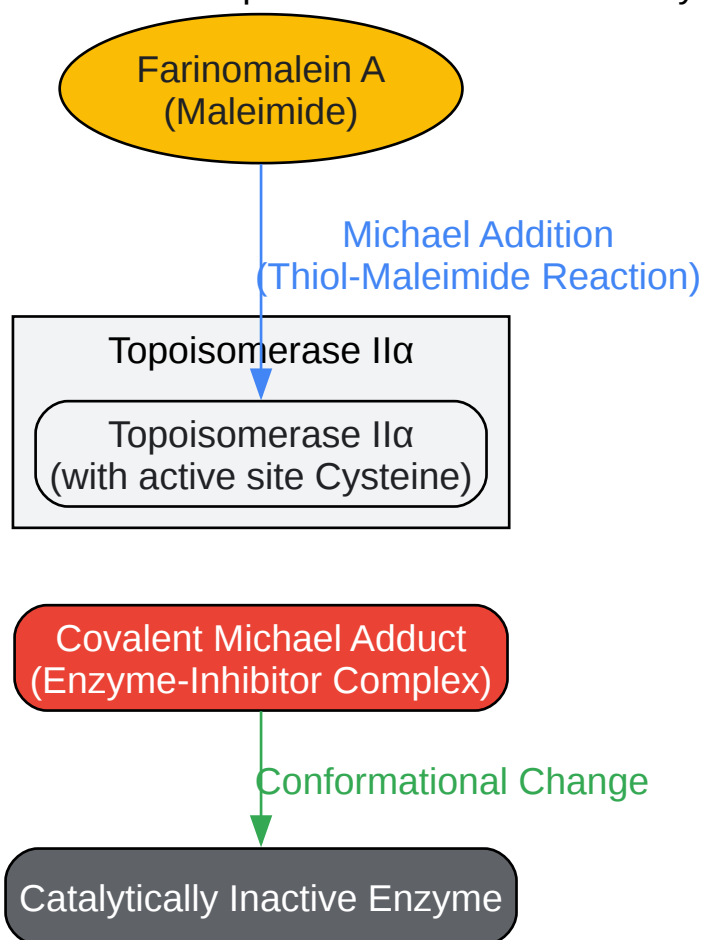 Farinomalein A
(Maleimide)
Michael Addition
(Thiol-Maleimide Reaction)
Topoisomerase IIα
Topoisomerase IIα
(with active site Cysteine)
Covalent Michael Adduct
(Enzyme-Inhibitor Complex)
Conformational Change
Catalytically Inactive Enzyme